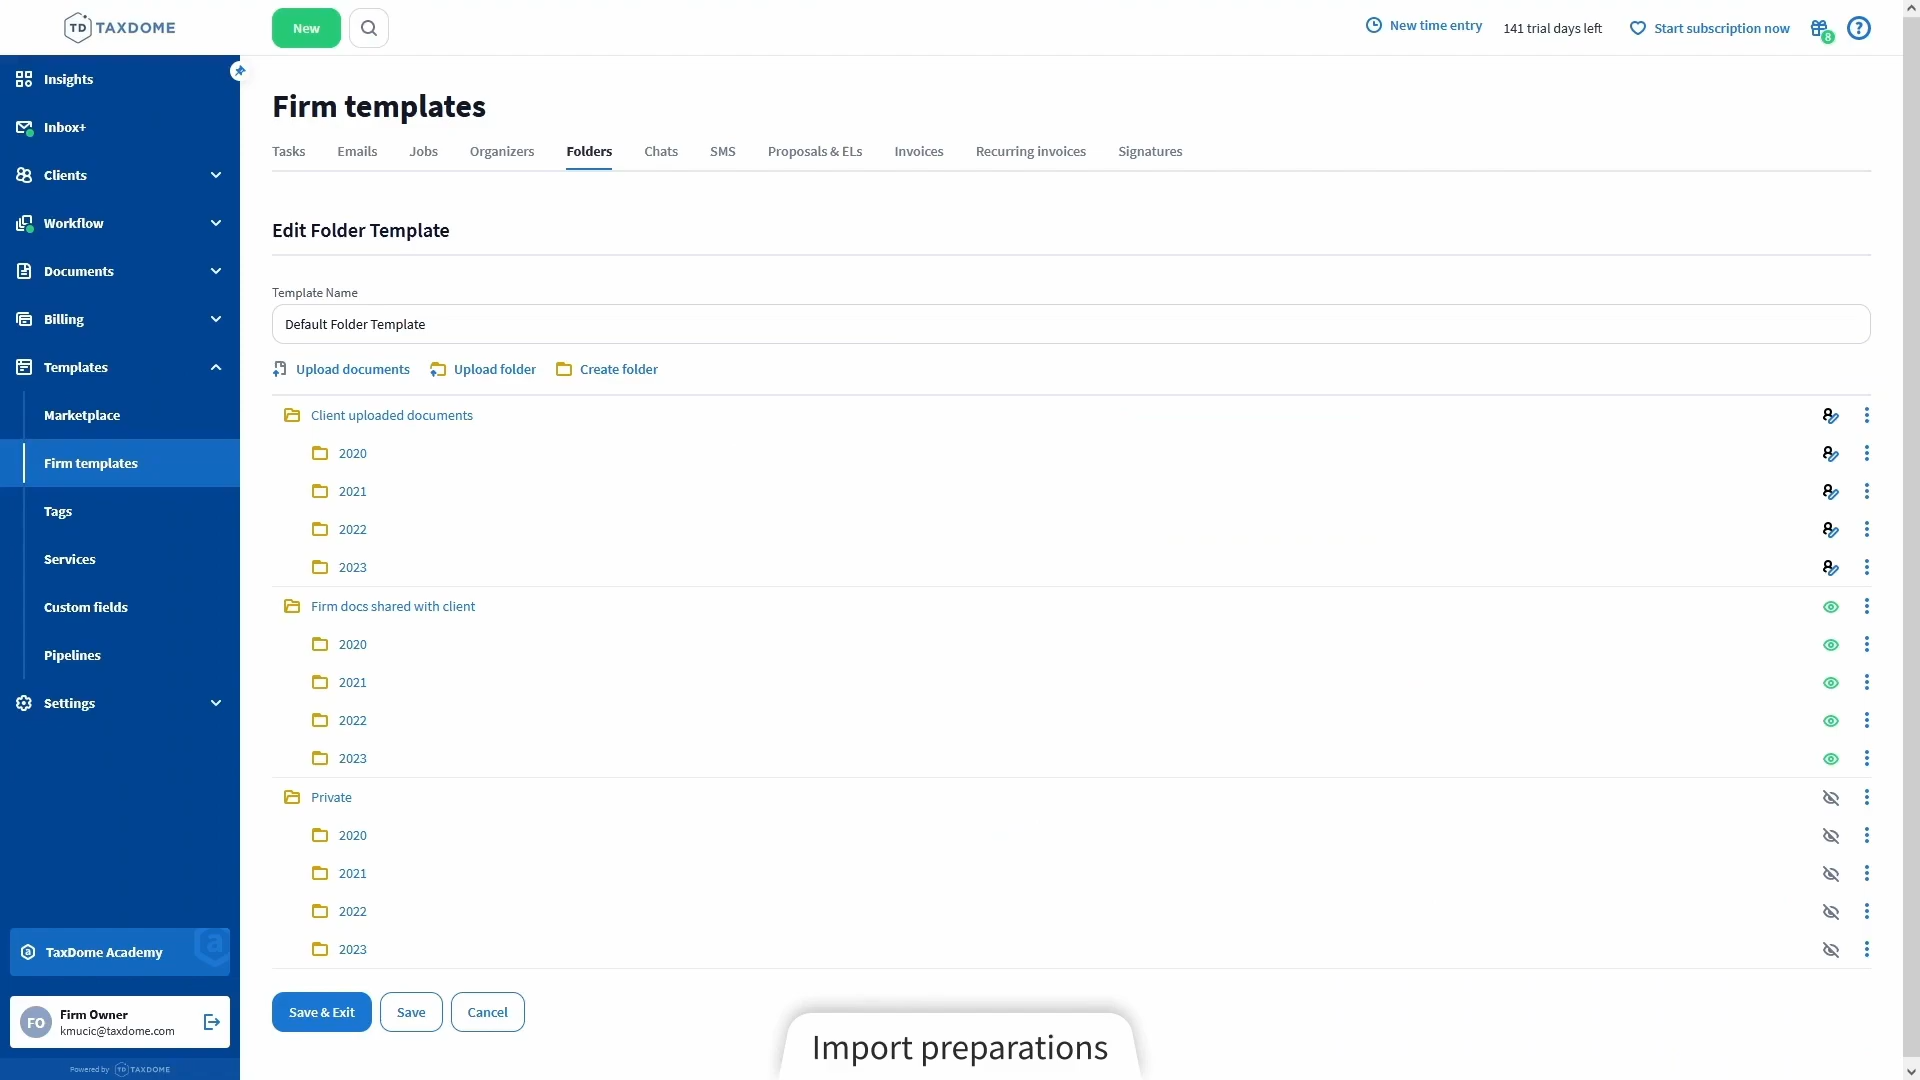 TD TAXDOME
New
New time entry
141 trial days left
Start subscription now
8
?
Insights
Inbox+
Clients
Workflow
Documents
Billing
Templates
Marketplace
Firm templates
Tags
Services
Custom fields
Pipelines
Settings
TaxDome Academy
FO
Firm Owner
kmucic@taxdome.com
Powered by TD TAXDOME
Firm templates
Tasks
Emails
Jobs
Organizers
Folders
Chats
SMS
Proposals & ELs
Invoices
Recurring invoices
Signatures
Edit Folder Template
Template Name
Default Folder Template
Upload documents
Upload folder
Create folder
Client uploaded documents
2020
2021
2022
2023
Firm docs shared with client
2020
2021
2022
2023
Private
2020
2021
2022
2023
Save & Exit
Save
Cancel
Import preparations